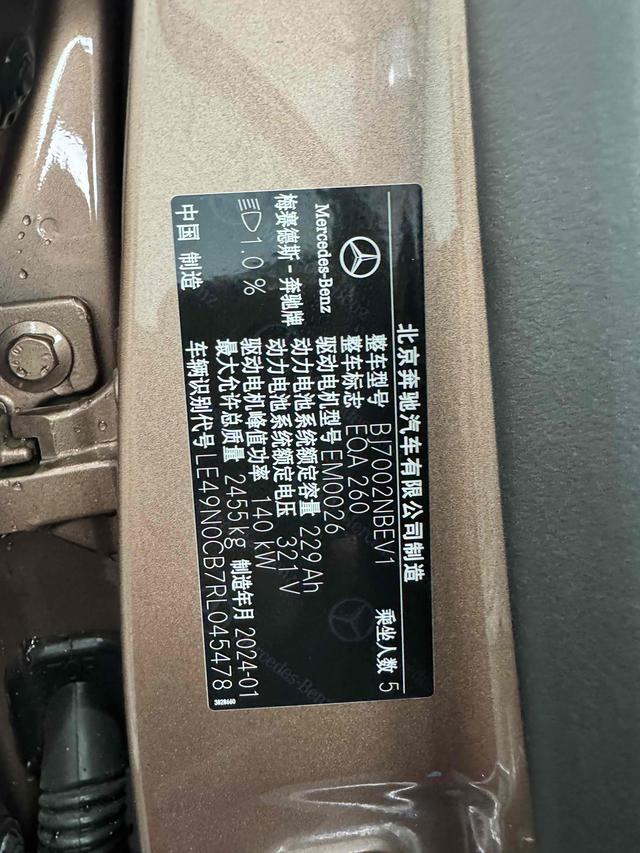 北京奔驰汽车有限公司制造
Mercedes-Benz
梅赛德斯-奔驰牌
1.0%
中国 制造
整车型号 BJ7002NBEV1
整车标志 EQA 260 乘坐人数 5
驱动电机型号 EM0026
动力电池系统额定容量 229Ah
动力电池系统额定电压 321V
驱动电机峰值功率 140 kW
最大允许总质量 2455kg 制造年月 2024-01
车辆识别代号 LE49N0CB7RL045478
3828660